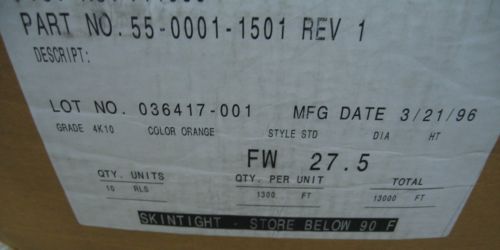 PART NO. 55-0001-1501 REV 1
DESCRIPT:
LOT NO. 036417-001 MFG DATE 3/21/96
GRADE 4K10 COLOR ORANGE STYLE STD DIA HT
FW 27.5
QTY. UNITS QTY. PER UNIT TOTAL
10 RLS 1300 FT 13000 FT
SKINTIGHT - STORE BELOW 90 F